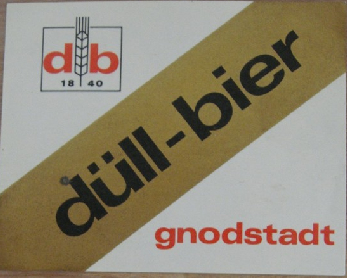 db
18 40
düll-bier
gnodstadt